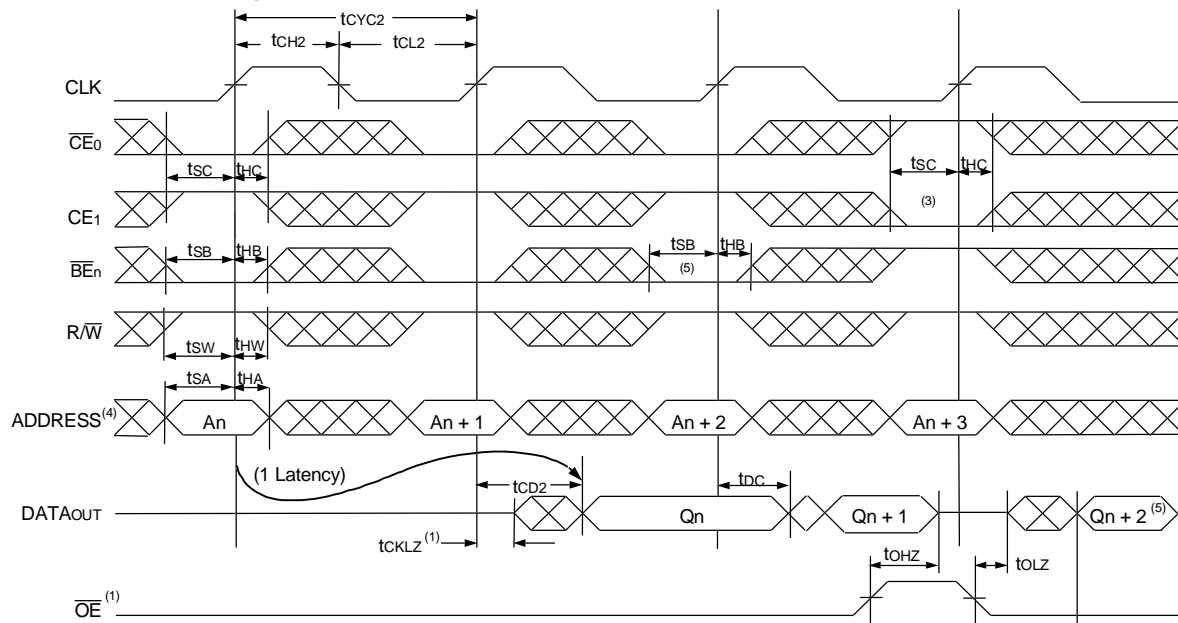 tCYC2
tCH2 tCL2
CLK
CE0
tSC tHC tSC tHC
CE1 (3)
tSB tHB tSB tHB
BEn (5)
R/W
tSW tHW
tSA tHA
ADDRESS(4) An An + 1 An + 2 An + 3
(1 Latency) tCD2 tDC
DATAOUT Qn Qn + 1 Qn + 2 (5)
tCKLZ (1)
tOHZ tOLZ
OE (1)